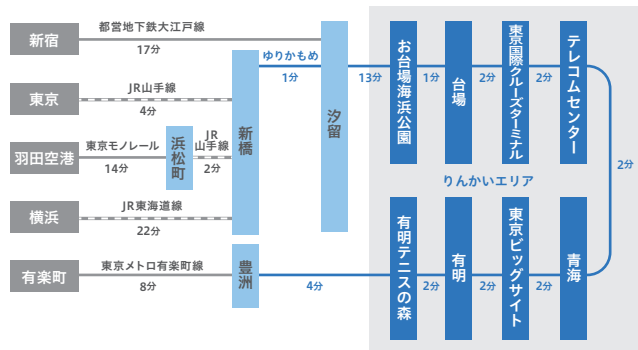 新宿
都営地下鉄大江戸線
17分
東京
JR山手線
4分
羽田空港
東京モノレール
14分
浜松町
JR
山手線
2分
横浜
JR東海道線
22分
有楽町
東京メトロ有楽町線
8分
新橋
豊洲
ゆりかもめ
1分
汐留
13分
お台場海浜公園
1分
台場
2分
東京国際クルーズターミナル
2分
テレコムセンター
2分
りんかいエリア
4分
有明テニスの森
2分
有明
2分
東京ビッグサイト
2分
青海